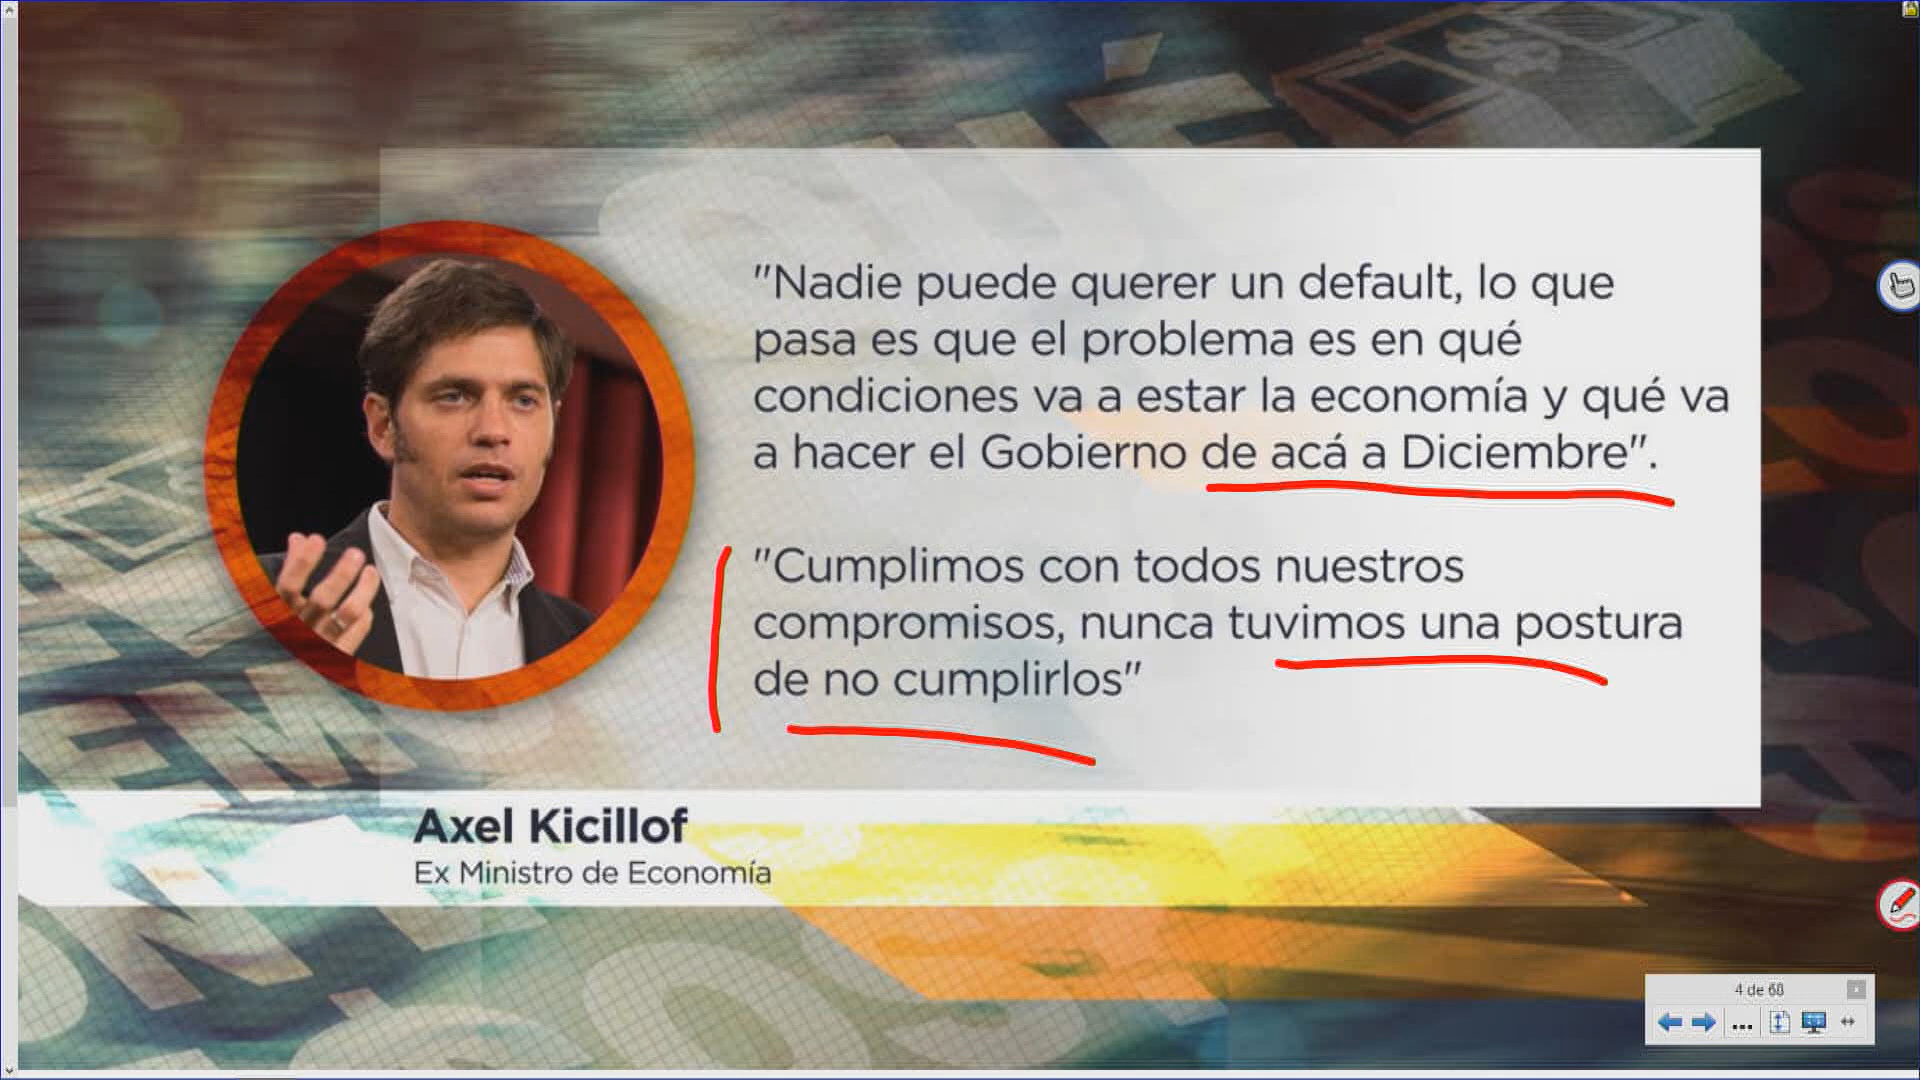 "Nadie puede querer un default, lo que
pasa es que el problema es en qué
condiciones va a estar la economía y qué va
a hacer el Gobierno de acá a Diciembre".
"Cumplimos con todos nuestros
compromisos, nunca tuvimos una postura
de no cumplirlos"
Axel Kicillof
Ex Ministro de Economía
4 de 68